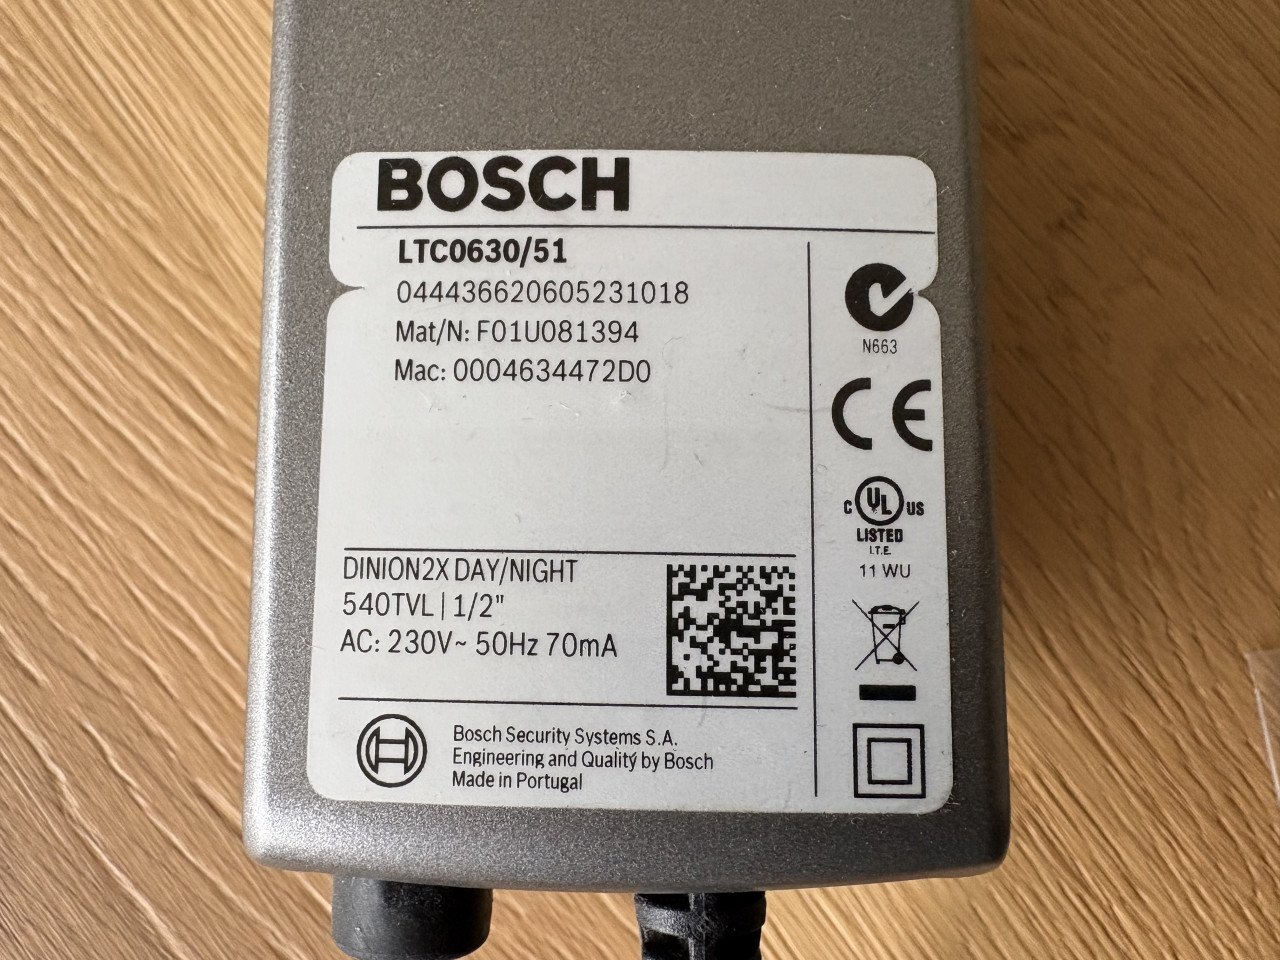 BOSCH
LTC0630/51
044436620605231018
Mat/N: F01U081394
Mac: 0004634472D0
N663
CE
C UL US
LISTED
I.T.E.
11 WU
DINION2X DAY/NIGHT
540TVL | 1/2"
AC: 230V~ 50Hz 70mA
Bosch Security Systems S.A.
Engineering and Quality by Bosch
Made in Portugal